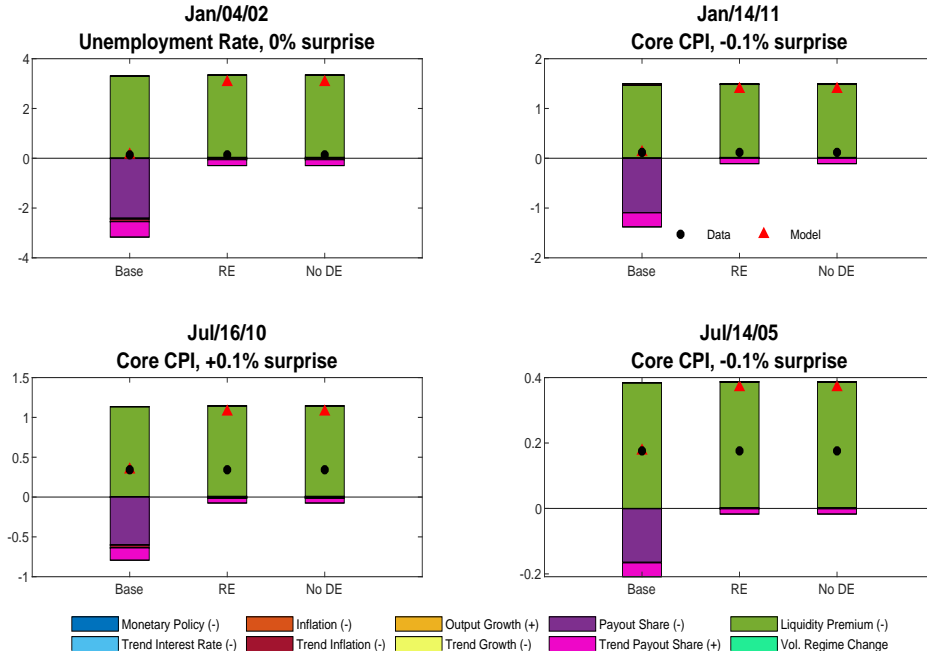 Jan/04/02
Unemployment Rate, 0% surprise
4
2
0
-2
-4
Base RE No DE
Jan/14/11
Core CPI, -0.1% surprise
2
1
0
-1
-2
Data Model
Base RE No DE
Jul/16/10
Core CPI, +0.1% surprise
1.5
1
0.5
0
-0.5
-1
Base RE No DE
Jul/14/05
Core CPI, -0.1% surprise
0.4
0.2
0
-0.2
Base RE No DE
Monetary Policy (-) Inflation (-) Output Growth (+) Payout Share (-) Liquidity Premium (-)
Trend Interest Rate (-) Trend Inflation (-) Trend Growth (-) Trend Payout Share (+) Vol. Regime Change